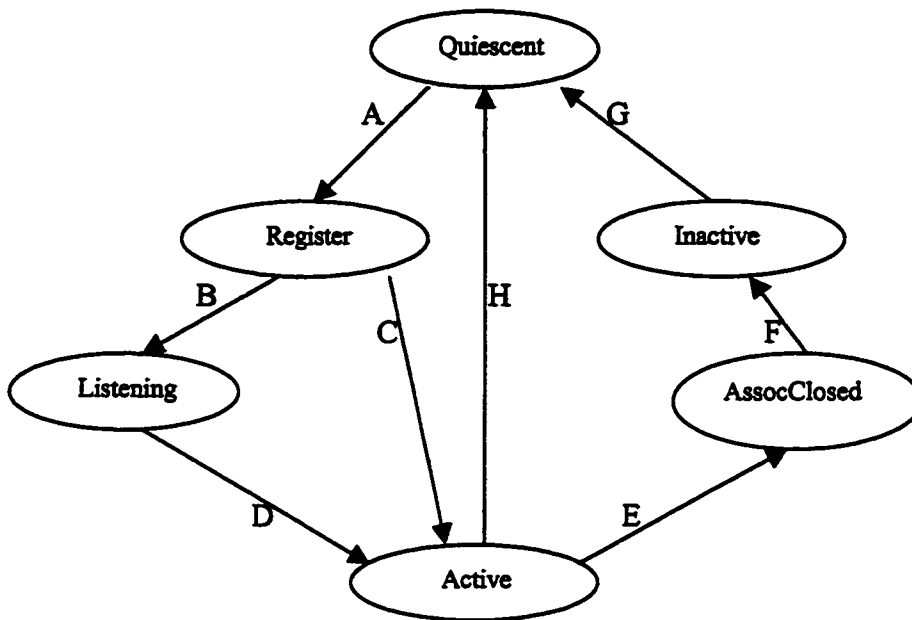 Quiescent
A
G
Register
Inactive
B
H
C
F
Listening
AssocClosed
D
E
Active